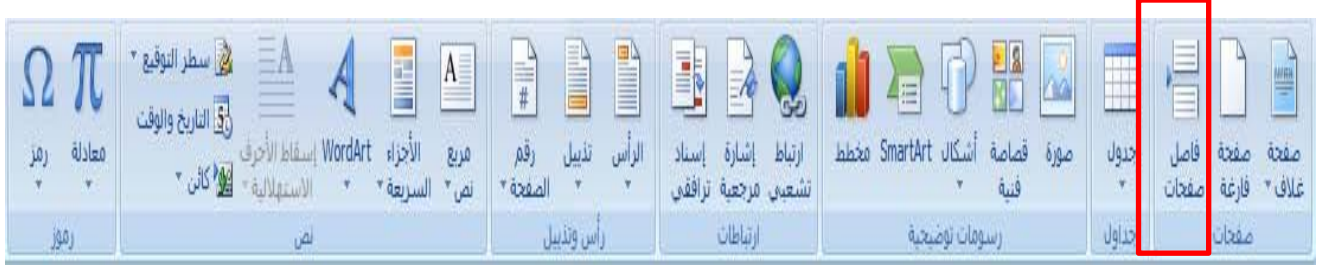 صفحة غلاف
صفحة فارغة
فاصل صفحات
صفحات
جدول
جداول
صورة
قصاصة فنية
أشكال
SmartArt
مخطط
رسومات توضيحية
ارتباط تشعبي
إشارة مرجعية
إسناد ترافقي
ارتباطات
الرأس
تذييل
رقم الصفحة
#
رأس وتذييل
مربع نص
A
الأجزاء السريعة
WordArt
A
إسقاط الأحرف الاستهلالية
A
سطر التوقيع
التاريخ والوقت
5
كائن
نص
معادلة
π
رمز
Ω
رموز